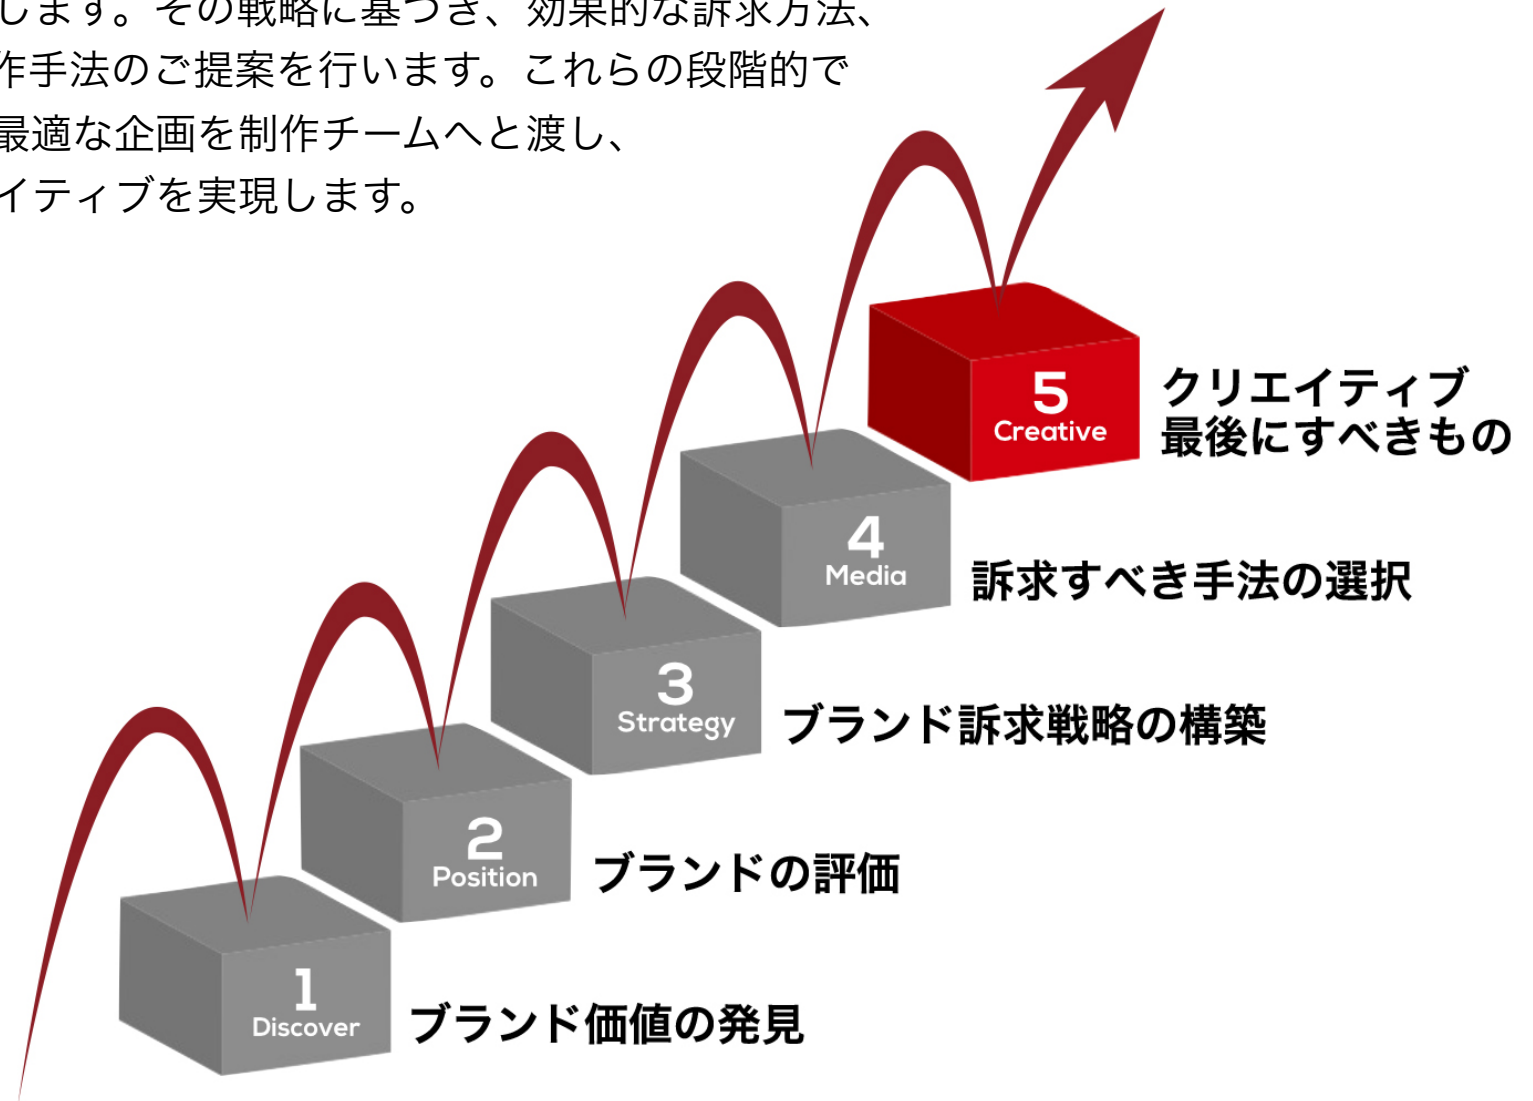 します。その戦略に基づき、効果的な訴求方法、
作手法のご提案を行います。これらの段階的で
最適な企画を制作チームへと渡し、
イティブを実現します。
5
Creative
クリエイティブ
最後にすべきもの
4
Media
訴求すべき手法の選択
3
Strategy
ブランド訴求戦略の構築
2
Position
ブランドの評価
1
Discover
ブランド価値の発見